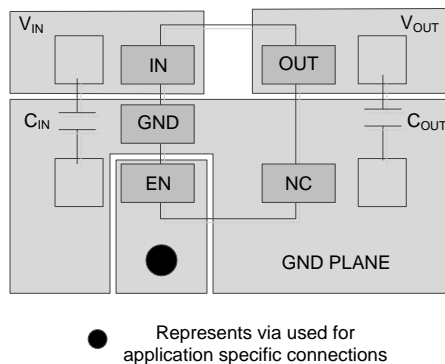 VIN
VOUT
IN
OUT
CIN
GND
COUT
EN
NC
GND PLANE
Represents via used for
application specific connections